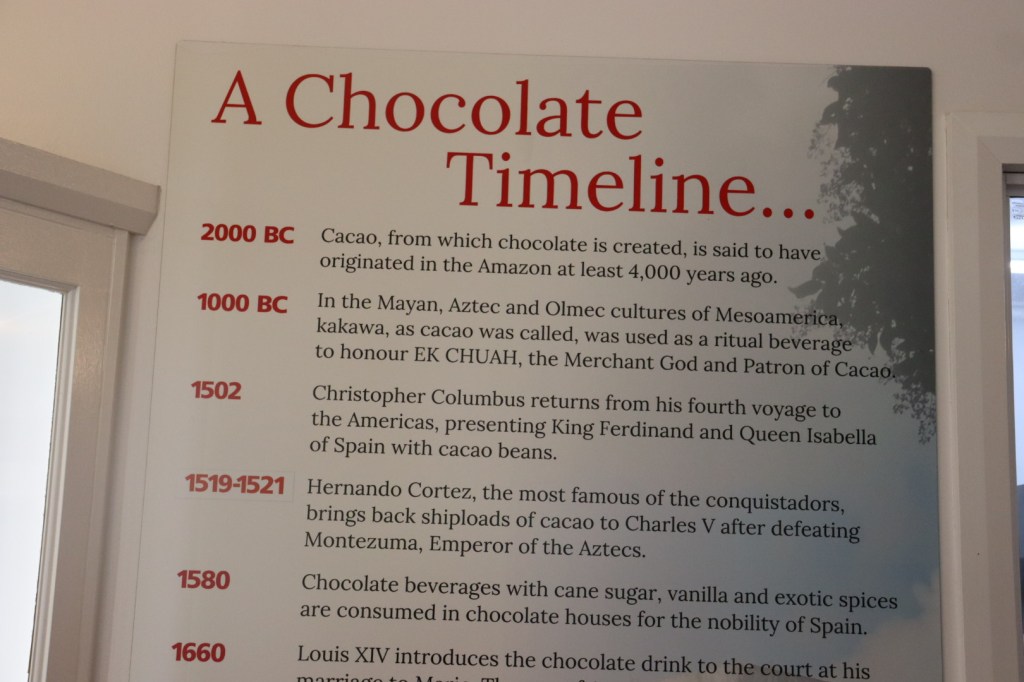 A Chocolate
Timeline...
2000 BC Cacao, from which chocolate is created, is said to have
originated in the Amazon at least 4,000 years ago.
1000 BC In the Mayan, Aztec and Olmec cultures of Mesoamerica,
kakawa, as cacao was called, was used as a ritual beverage
to honour EK CHUAH, the Merchant God and Patron of Cacao.
1502 Christopher Columbus returns from his fourth voyage to
the Americas, presenting King Ferdinand and Queen Isabella
of Spain with cacao beans.
1519-1521 Hernando Cortez, the most famous of the conquistadors,
brings back shiploads of cacao to Charles V after defeating
Montezuma, Emperor of the Aztecs.
1580 Chocolate beverages with cane sugar, vanilla and exotic spices
are consumed in chocolate houses for the nobility of Spain.
1660 Louis XIV introduces the chocolate drink to the court at his
marriage to